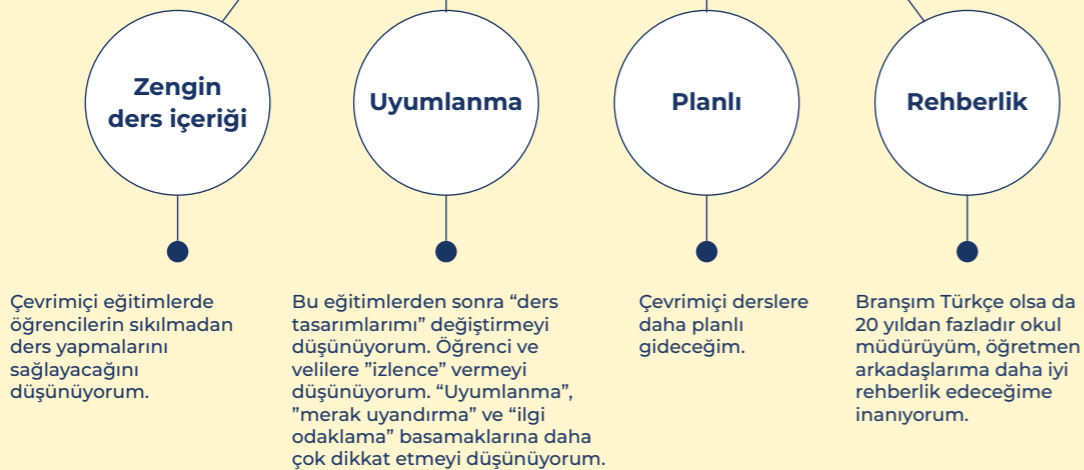 Zengin
ders içeriği
Uyumlanma
Planlı
Rehberlik
Çevrimiçi eğitimlerde
öğrencilerin sıkılmadan
ders yapmalarını
sağlayacağını
düşünüyorum.
Bu eğitimlerden sonra “ders
tasarımlarımı” değiştirmeyi
düşünüyorum. Öğrenci ve
velilere ”izlence” vermeyi
düşünüyorum. “Uyumlanma”,
”merak uyandırma” ve “ilgi
odaklama” basamaklarına daha
çok dikkat etmeyi düşünüyorum.
Çevrimiçi derslere
daha planlı
gideceğim.
Branşım Türkçe olsa da
20 yıldan fazladır okul
müdürüyüm, öğretmen
arkadaşlarıma daha iyi
rehberlik edeceğime
inanıyorum.